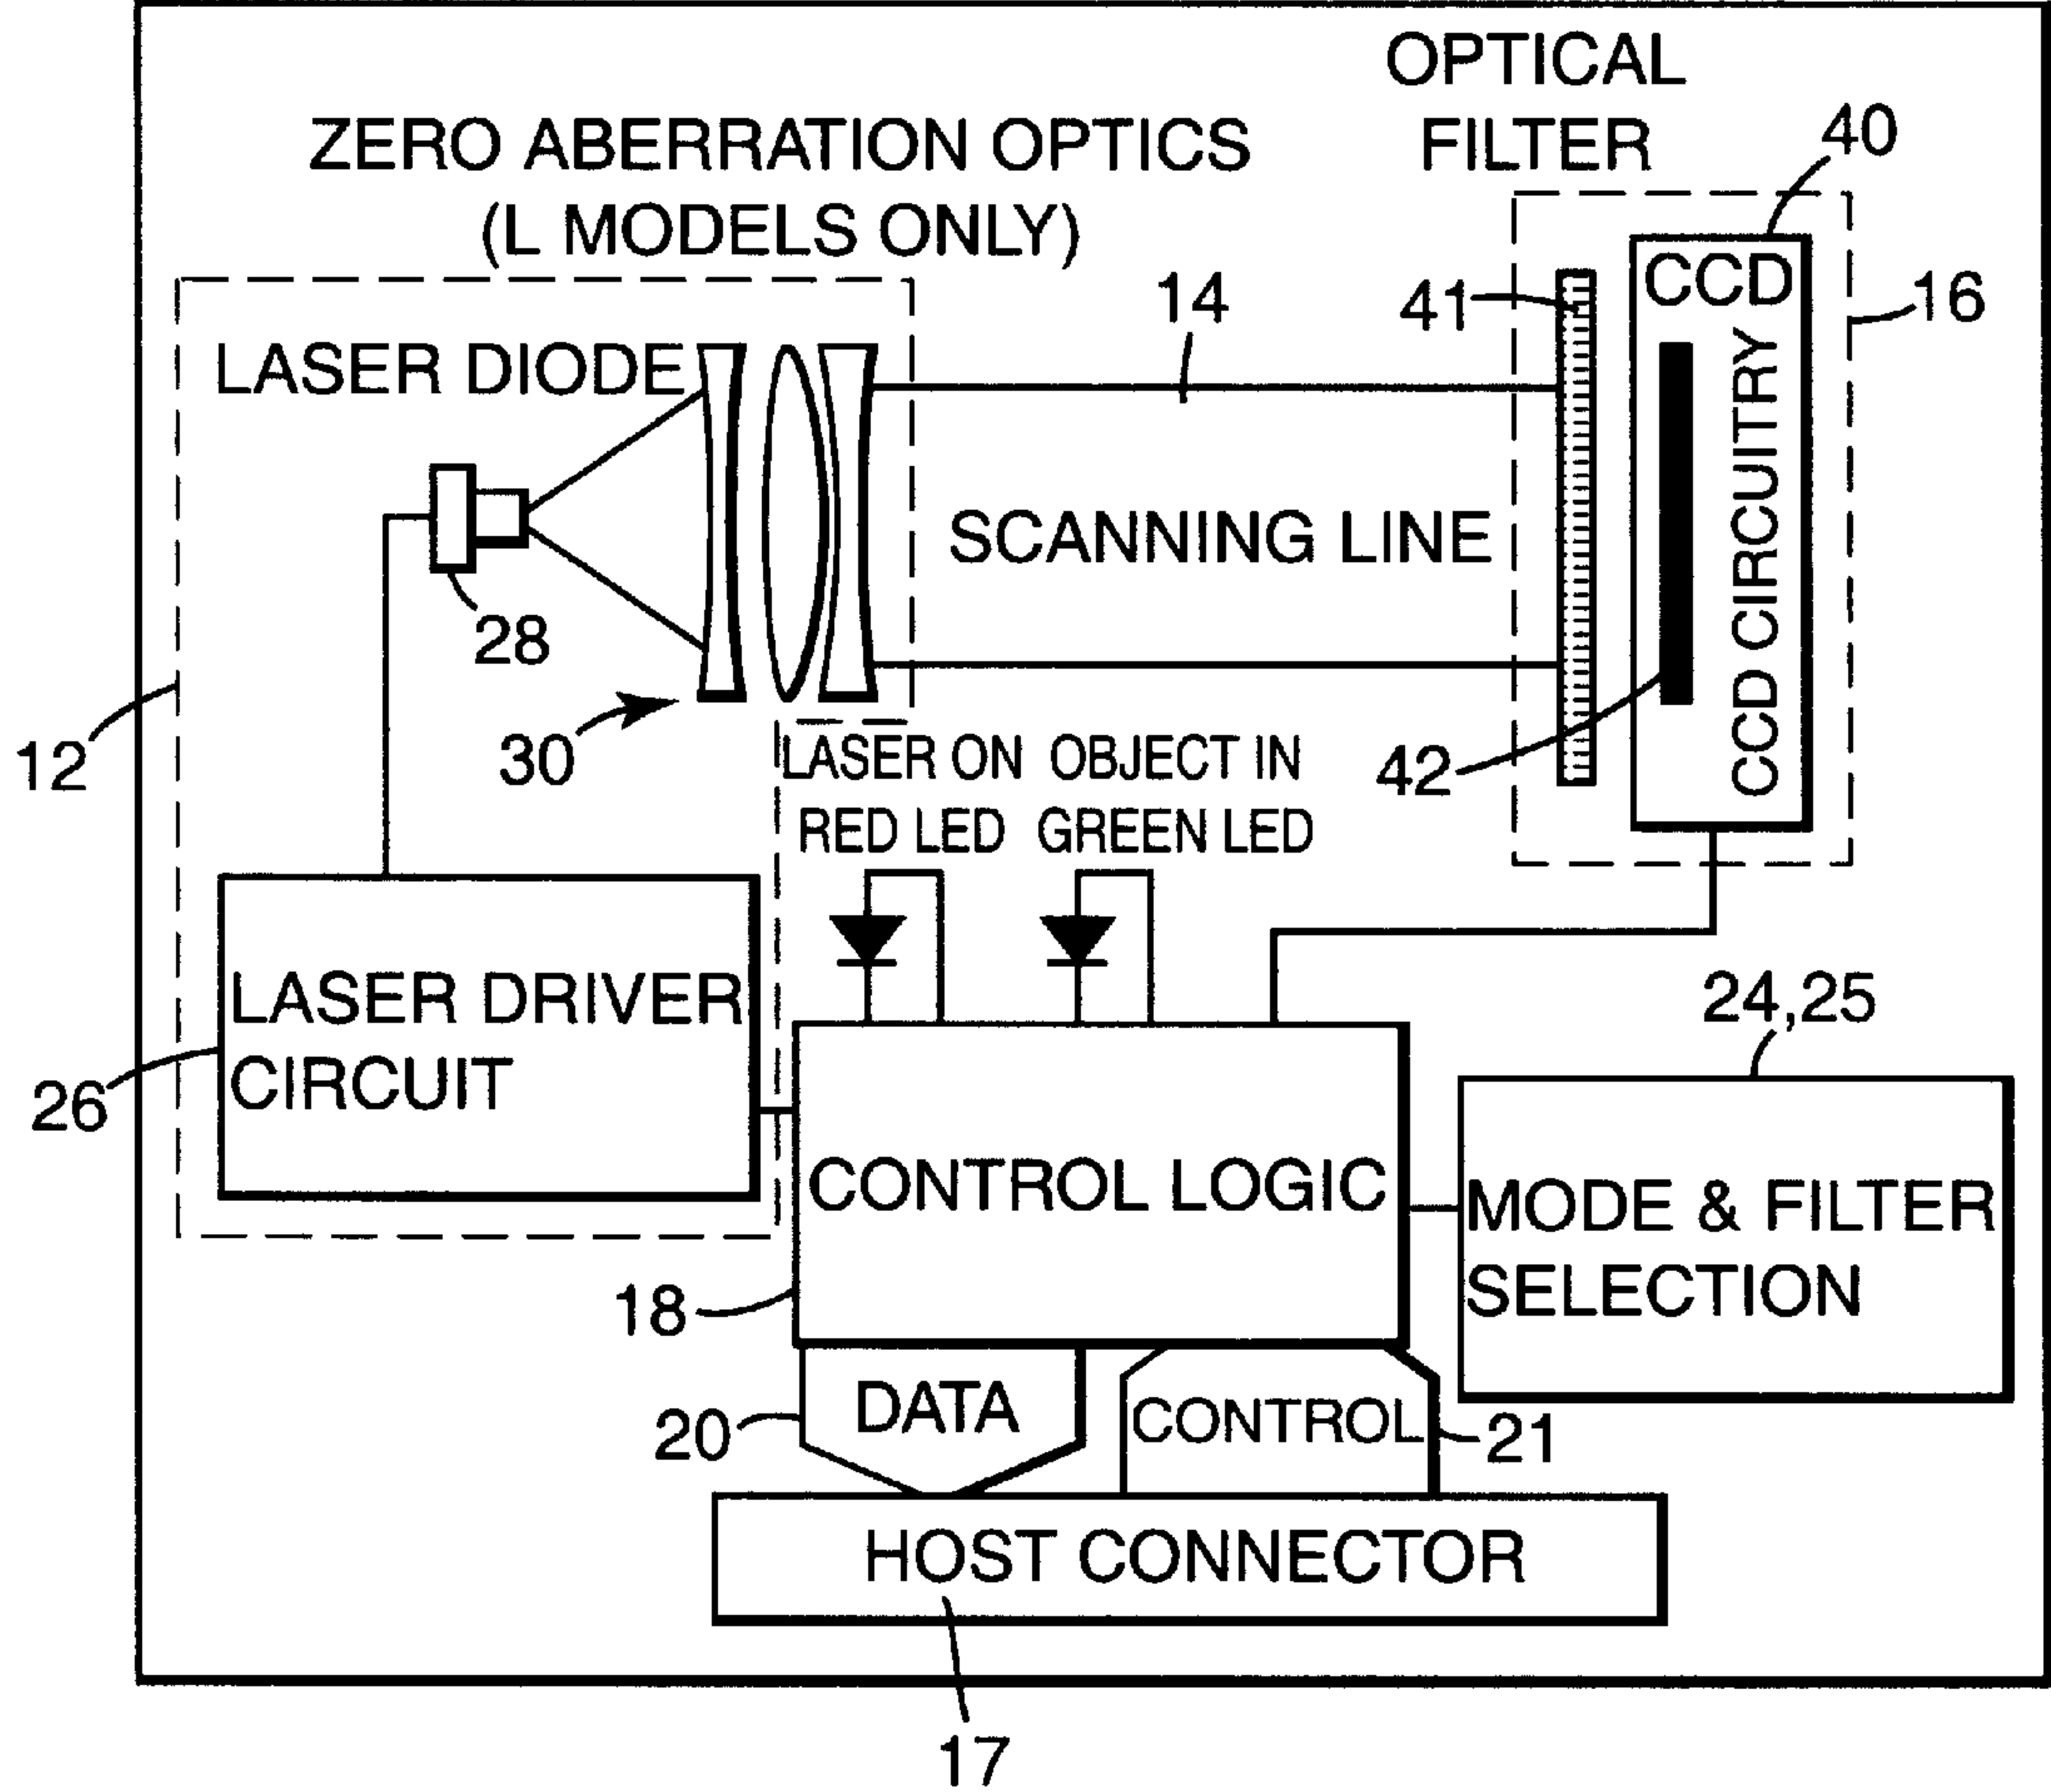 OPTICAL
FILTER
ZERO ABERRATION OPTICS
(L MODELS ONLY)
40
CCD
41
14
16
LASER DIODE
CCD CIRCUITRY
SCANNING LINE
28
12
30
42
LASER ON
RED LED
OBJECT IN
GREEN LED
LASER DRIVER
CIRCUIT
26
24,25
CONTROL LOGIC
MODE & FILTER
SELECTION
18
DATA
20
CONTROL
21
HOST CONNECTOR
17